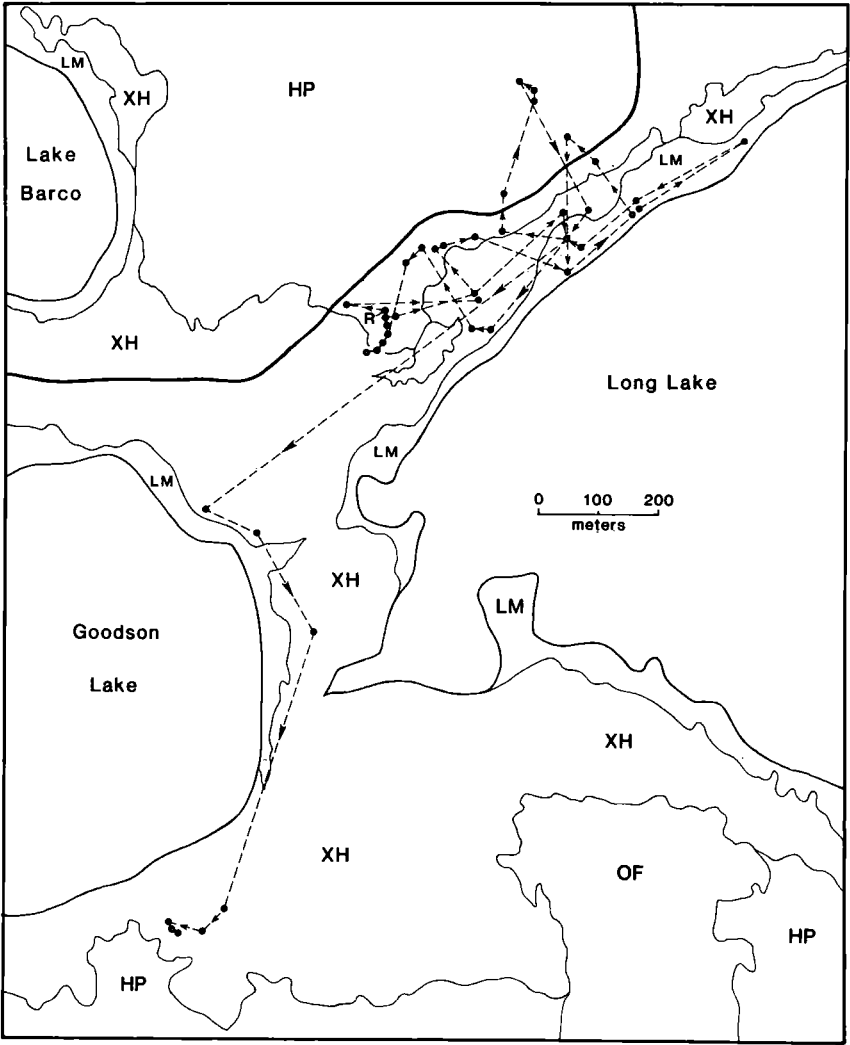 LM
XH
HP
XH
Lake
Barco
LM
R
XH
Long Lake
LM
LM
0 100 200
meters
XH
LM
Goodson
Lake
XH
XH
OF
HP
HP